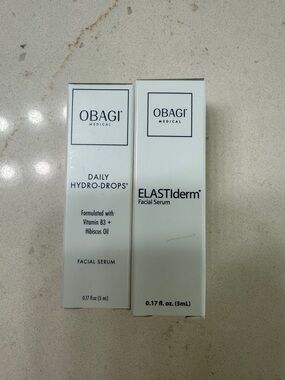 OBAGI
MEDICAL
DAILY
HYDRO-DROPS®
Formulated with
Vitamin B3 +
Hibiscus Oil
FACIAL SERUM
0.17 fl oz (5 ml)
OBAGI
MEDICAL
ELASTIderm®
Facial Serum
0.17 fl. oz. (5mL)